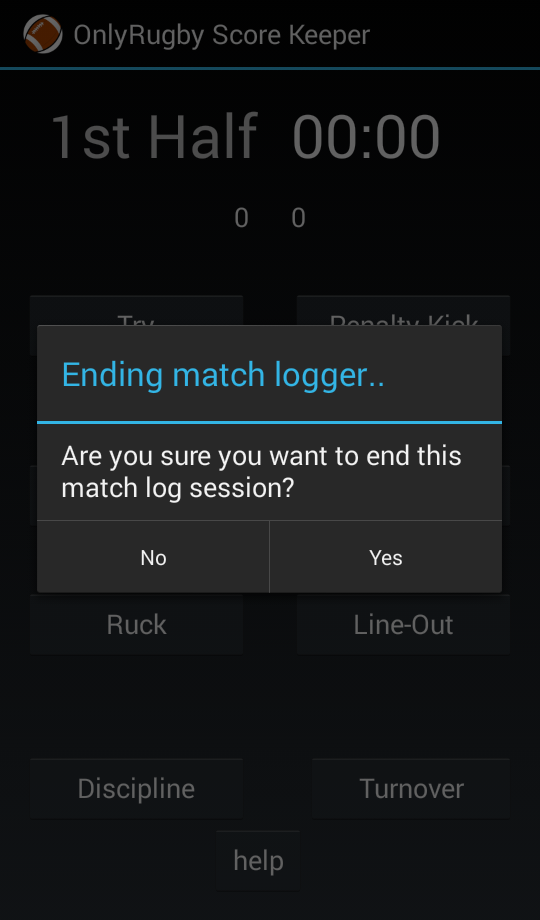 OnlyRugby Score Keeper
1st Half 00:00
0 0
Try Penalty Kick
Ending match logger..
Are you sure you want to end this
match log session?
No Yes
Ruck Line-Out
Discipline Turnover
help